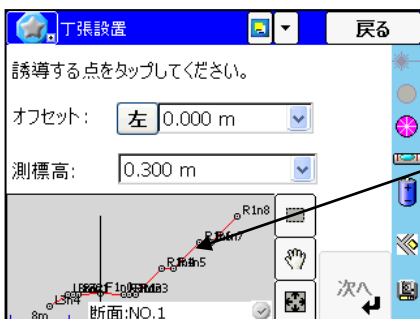 丁張設置
戻る
誘導する点をタップしてください。
オフセット: 左 0.000 m
測標高: 0.300 m
R1n8
8m
断面:NO.1
次へ